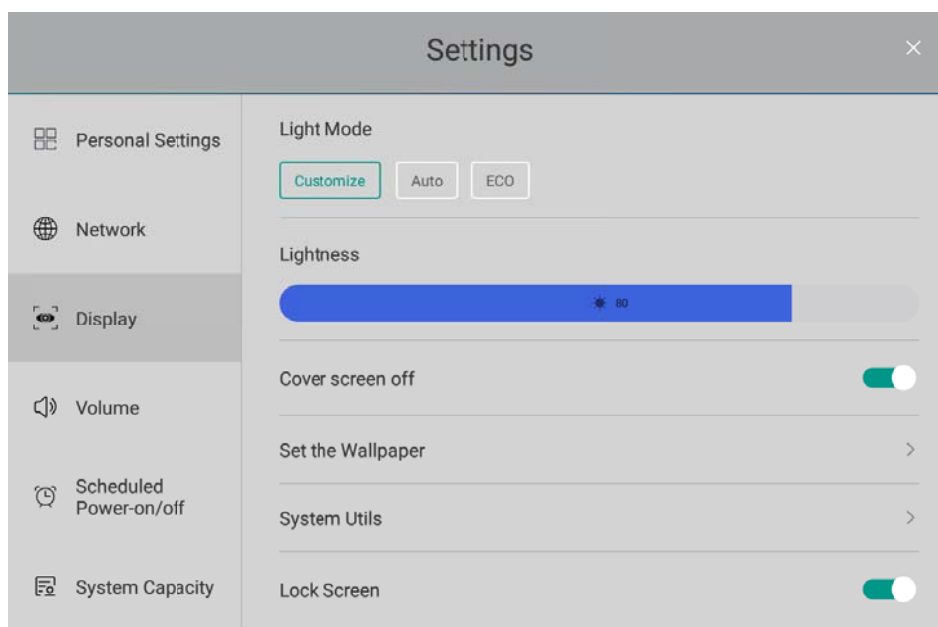 Settings
Personal Settings
Network
Display
Volume
Scheduled
Power-on/off
System Capacity
Light Mode
Customize
Auto
ECO
Lightness
80
Cover screen off
Set the Wallpaper
System Utils
Lock Screen